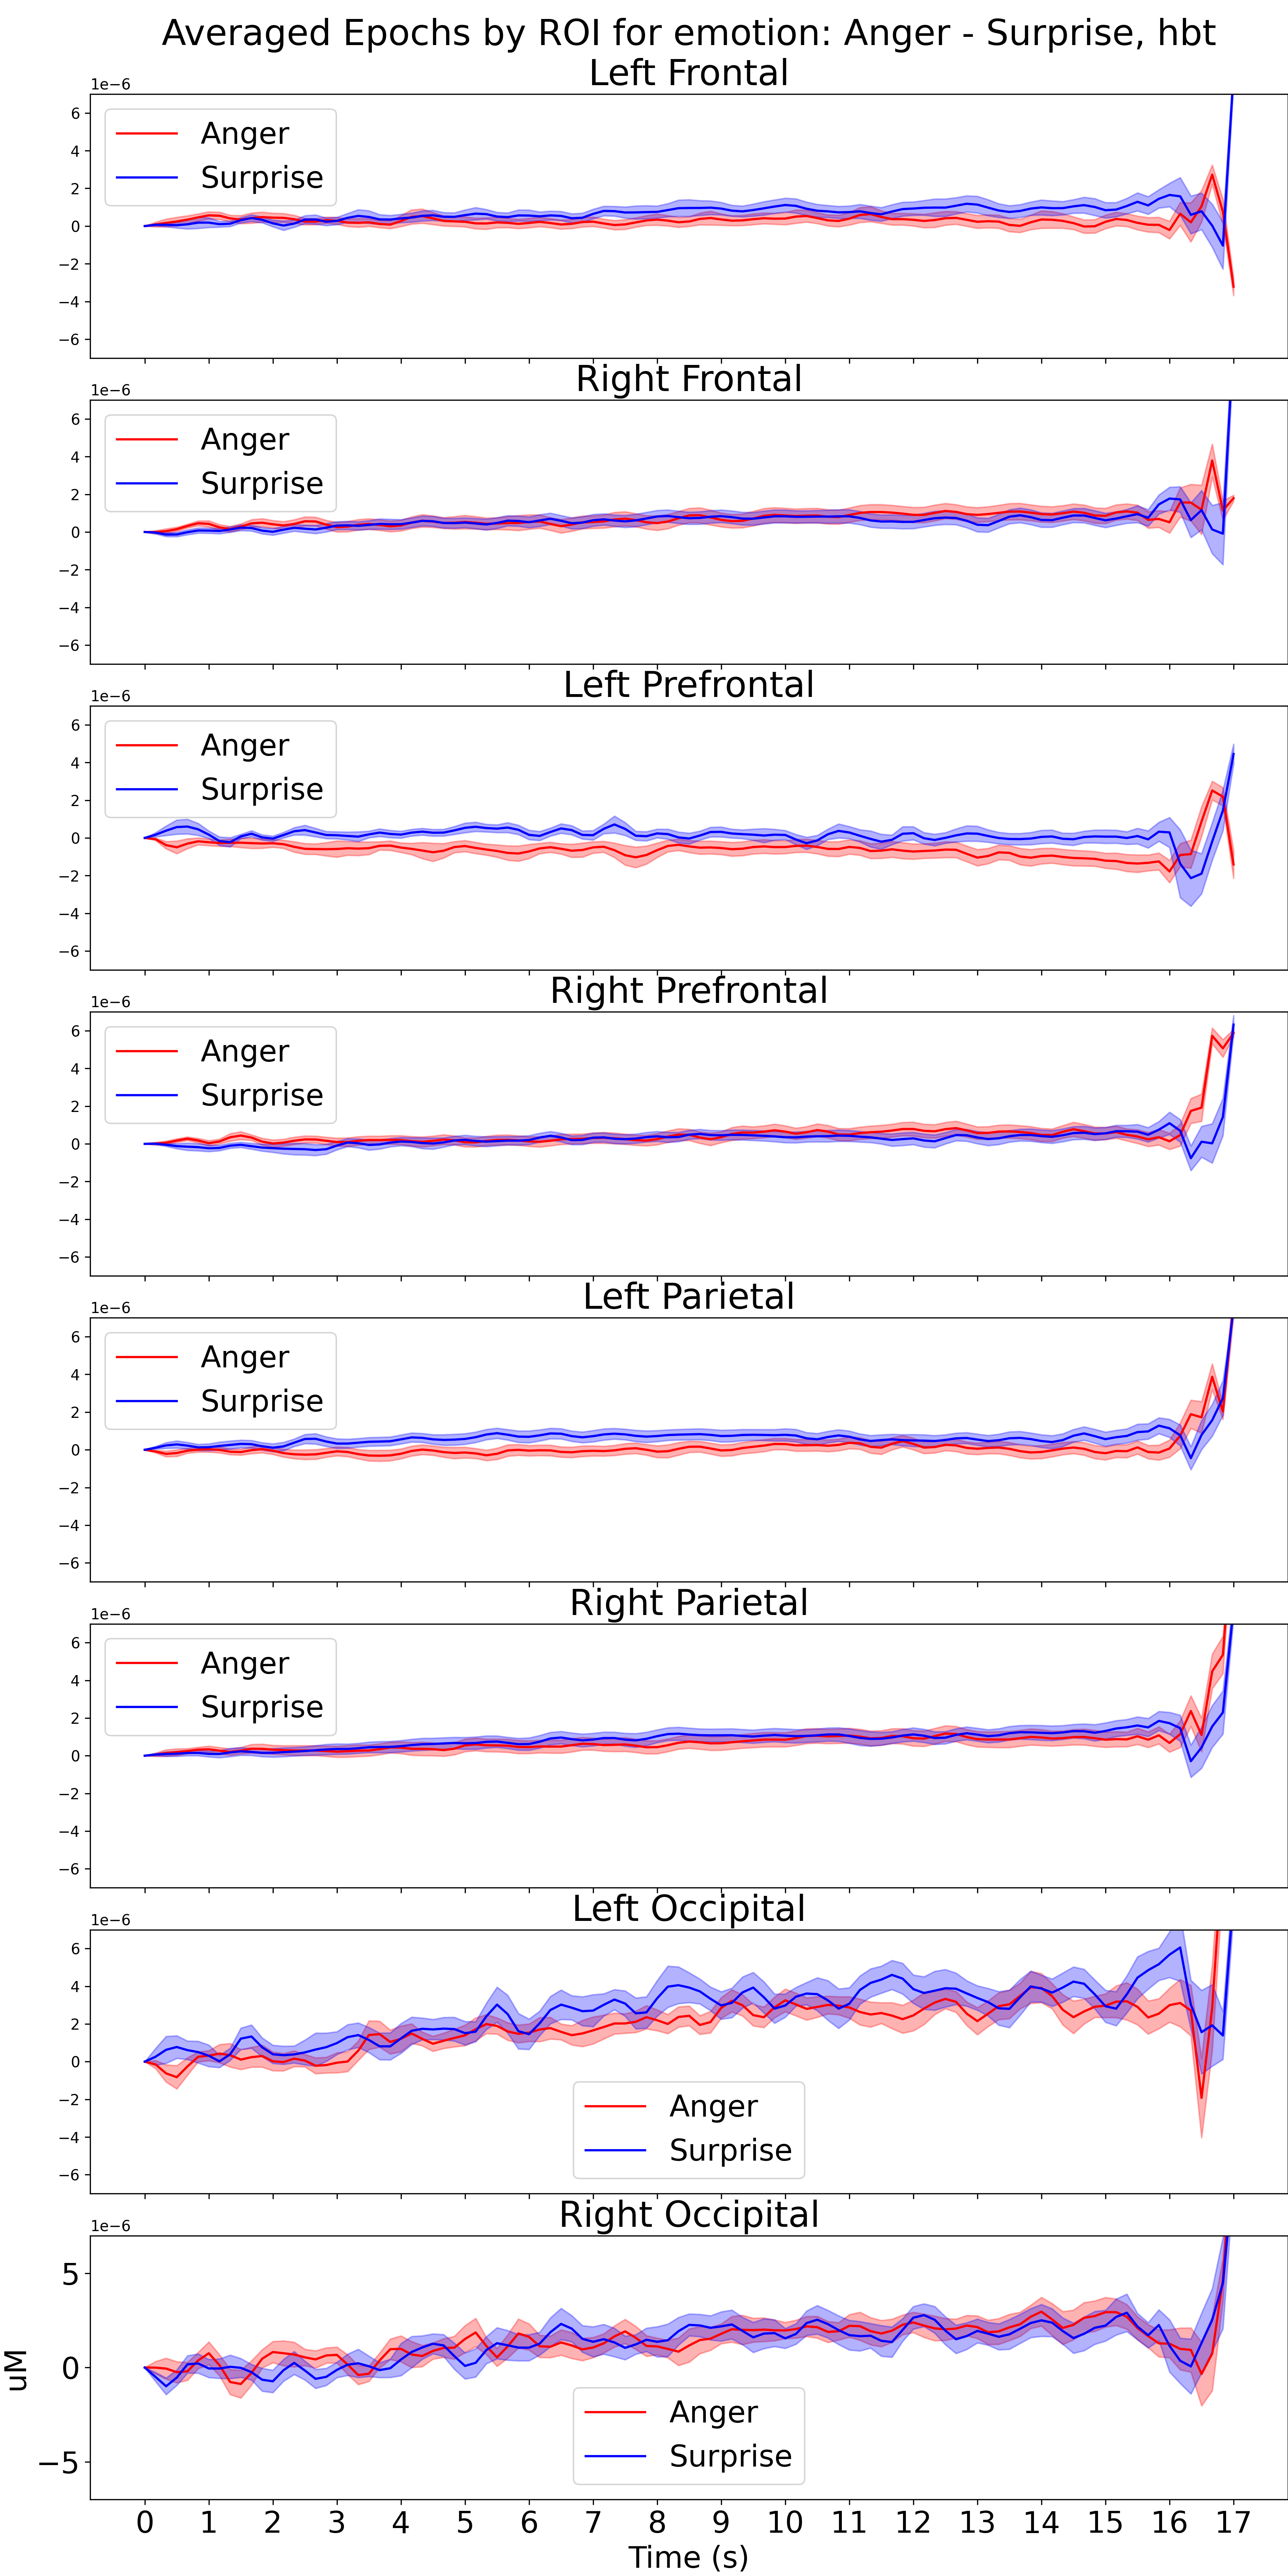 Averaged Epochs by ROI for emotion: Anger - Surprise, hbt
Left Frontal
1e−6
6
4
2
0
−2
−4
−6
Anger
Surprise
Right Frontal
1e−6
6
4
2
0
−2
−4
−6
Anger
Surprise
Left Prefrontal
1e−6
6
4
2
0
−2
−4
−6
Anger
Surprise
Right Prefrontal
1e−6
6
4
2
0
−2
−4
−6
Anger
Surprise
Left Parietal
1e−6
6
4
2
0
−2
−4
−6
Anger
Surprise
Right Parietal
1e−6
6
4
2
0
−2
−4
−6
Anger
Surprise
Left Occipital
1e−6
6
4
2
0
−2
−4
−6
Anger
Surprise
Right Occipital
1e−6
5
0
−5
uM
Anger
Surprise
0 1 2 3 4 5 6 7 8 9 10 11 12 13 14 15 16 17
Time (s)